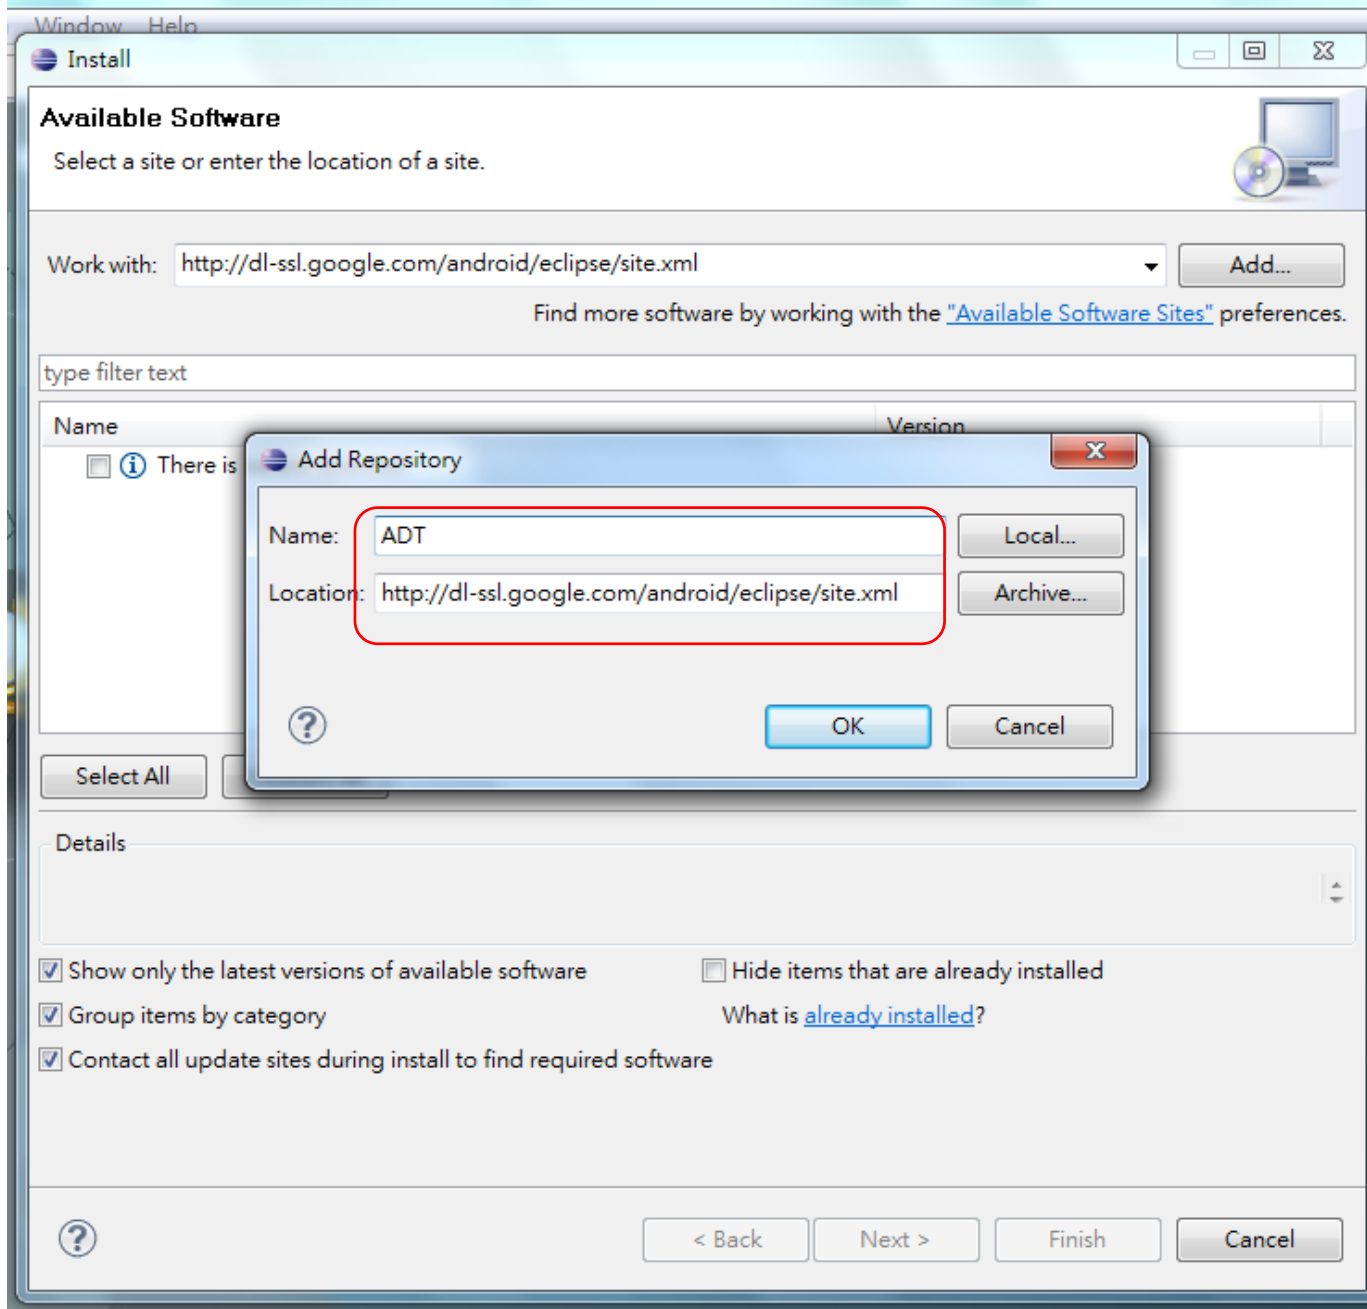 Window Help
Install
Available Software
Select a site or enter the location of a site.
Work with: http://dl-ssl.google.com/android/eclipse/site.xml Add...
Find more software by working with the "Available Software Sites" preferences.
type filter text
Name Version
There is
Add Repository
Name: ADT Local...
Location: http://dl-ssl.google.com/android/eclipse/site.xml Archive...
OK Cancel
Select All
Details
Show only the latest versions of available software Hide items that are already installed
Group items by category What is already installed?
Contact all update sites during install to find required software
< Back Next > Finish Cancel